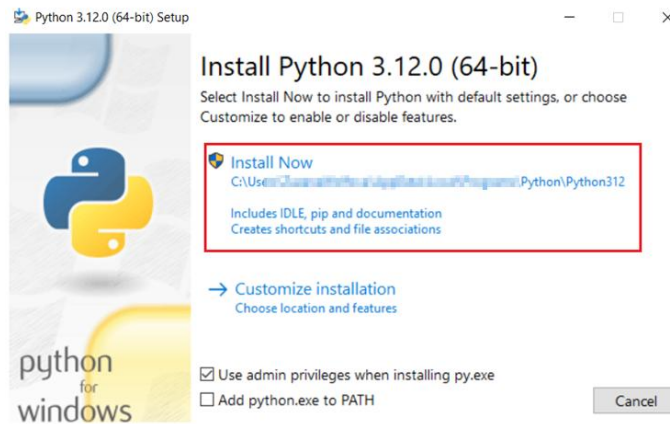 Python 3.12.0 (64-bit) Setup
Install Python 3.12.0 (64-bit)
Select Install Now to install Python with default settings, or choose
Customize to enable or disable features.
Install Now
C:\Use \Python\Python312
Includes IDLE, pip and documentation
Creates shortcuts and file associations
Customize installation
Choose location and features
Use admin privileges when installing py.exe
Add python.exe to PATH
Cancel
python
for
windows